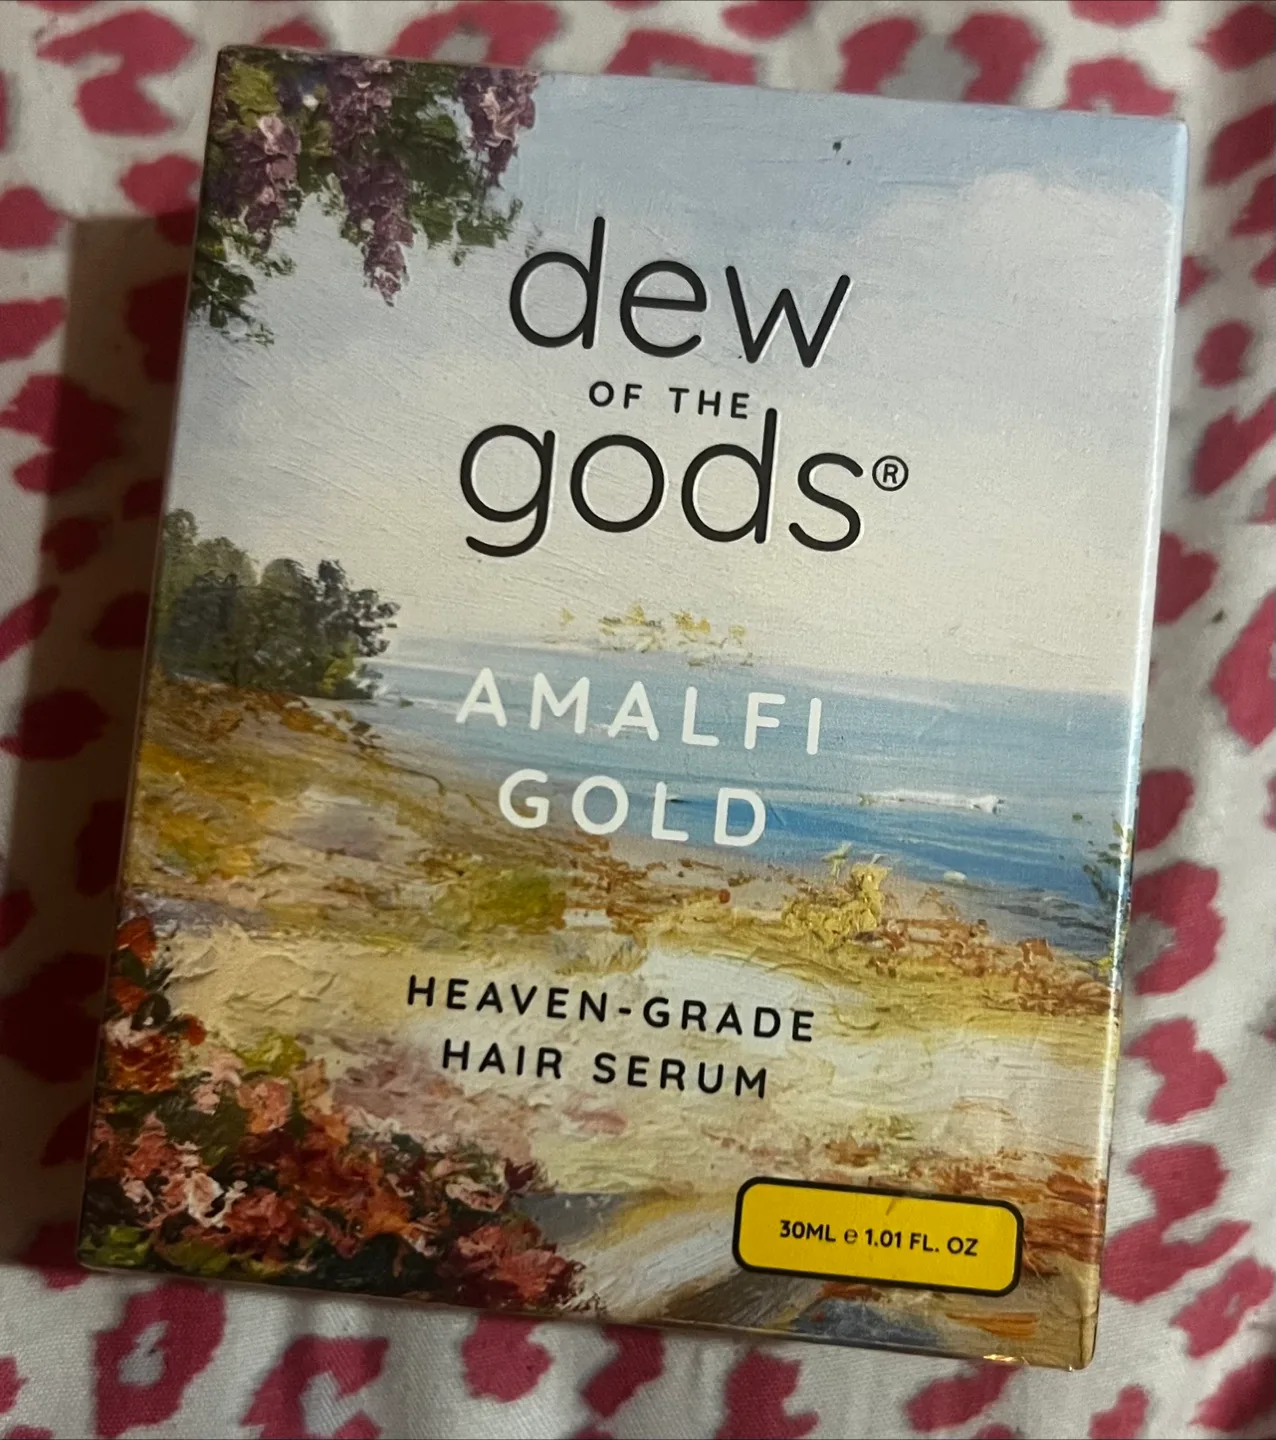 dew
OF THE
gods®
AMALFI
GOLD
HEAVEN-GRADE
HAIR SERUM
30ML e 1.01 FL. OZ